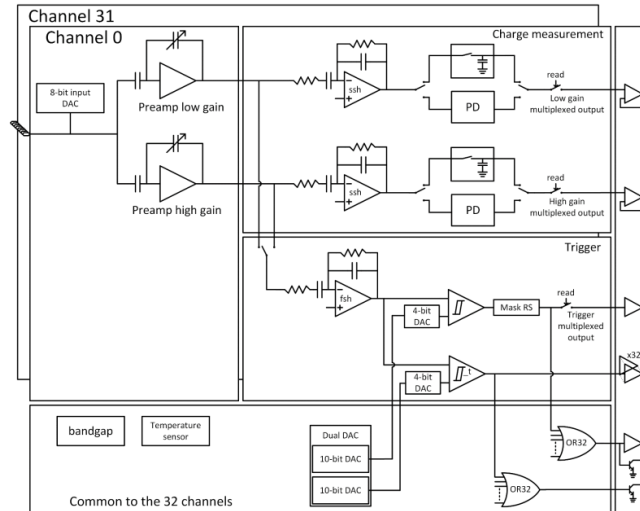 Channel 31
Channel 0
Charge measurement
8-bit input
DAC
Preamp low gain
ssh
PD
read
Low gain
multiplexed output
Preamp high gain
ssh
PD
read
High gain
multiplexed output
Trigger
fsh
4-bit
DAC
Mask RS
read
Trigger
multiplexed
output
4-bit
DAC
_t
x32
bandgap
Temperature
sensor
Dual DAC
10-bit DAC
10-bit DAC
OR32
OR32
Common to the 32 channels